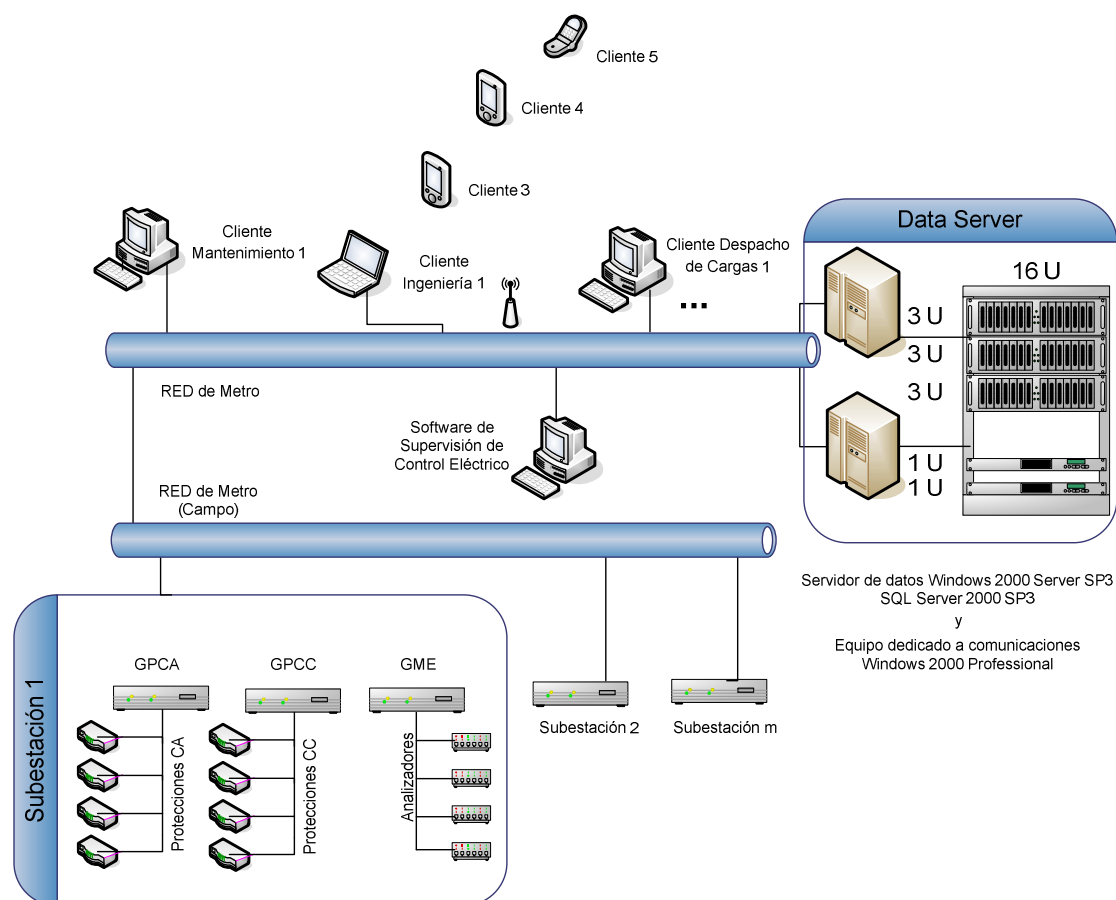 Cliente 5
Cliente 4
Cliente 3
Cliente
Mantenimiento 1
Cliente
Ingeniería 1
Cliente Despacho
de Cargas 1
...
Data Server
16 U
3 U
3 U
3 U
1 U
1 U
RED de Metro
Software de
Supervisión de
Control Eléctrico
RED de Metro
(Campo)
Servidor de datos Windows 2000 Server SP3
SQL Server 2000 SP3
y
Equipo dedicado a comunicaciones
Windows 2000 Professional
Subestación 1
GPCA
GPCC
GME
Protecciones CA
Protecciones CC
Analizadores
Subestación 2
Subestación m